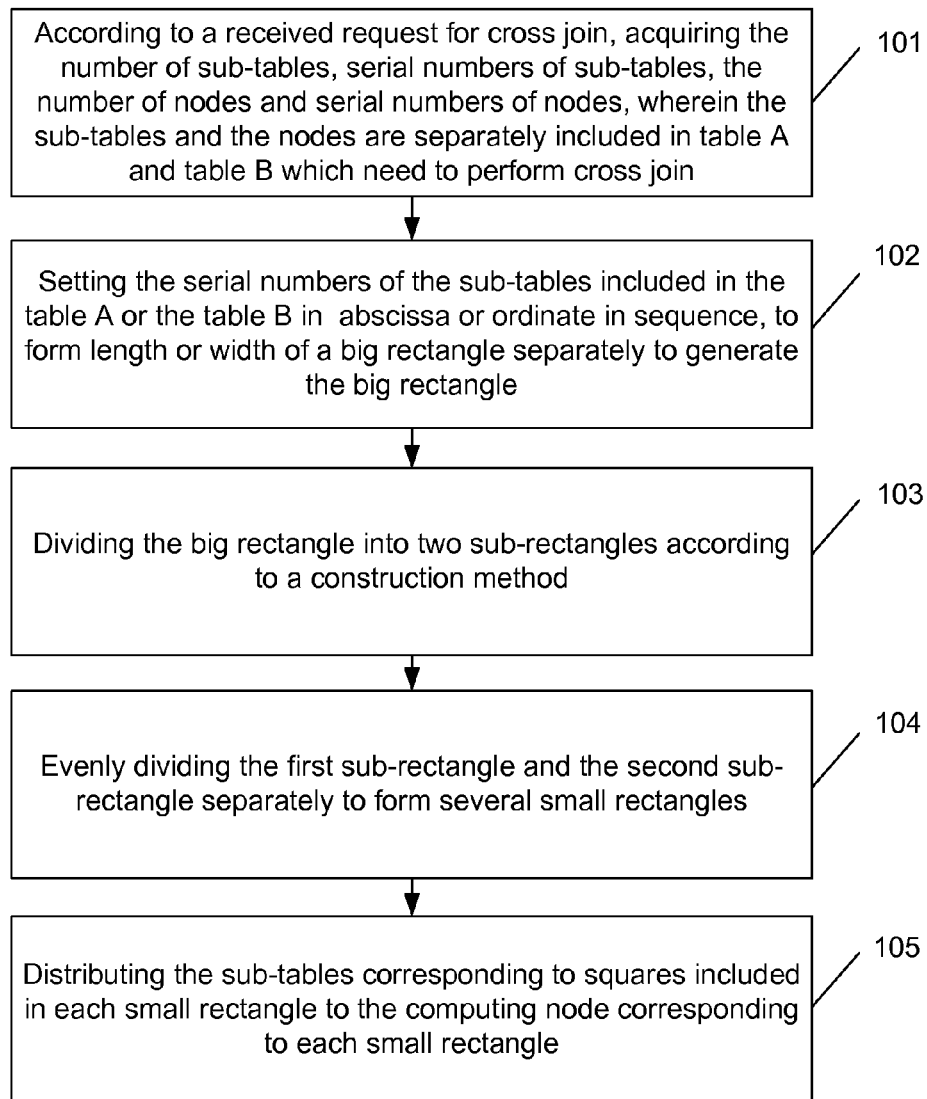 According to a received request for cross join, acquiring the
number of sub-tables, serial numbers of sub-tables, the
number of nodes and serial numbers of nodes, wherein the
sub-tables and the nodes are separately included in table A
and table B which need to perform cross join
101
Setting the serial numbers of the sub-tables included in the
table A or the table B in abscissa or ordinate in sequence, to
form length or width of a big rectangle separately to generate
the big rectangle
102
Dividing the big rectangle into two sub-rectangles according
to a construction method
103
Evenly dividing the first sub-rectangle and the second sub-
rectangle separately to form several small rectangles
104
Distributing the sub-tables corresponding to squares included
in each small rectangle to the computing node corresponding
to each small rectangle
105